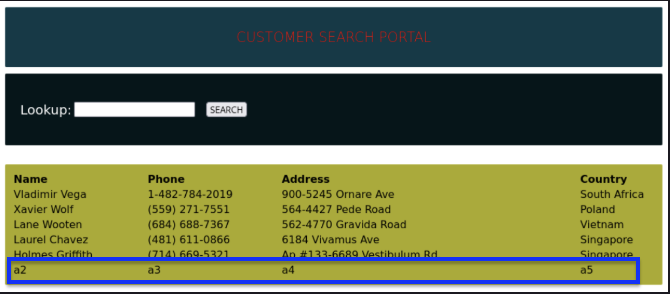 CUSTOMER SEARCH PORTAL
Lookup: SEARCH
Name Phone Address Country
Vladimir Vega 1-482-784-2019 900-5245 Ornare Ave South Africa
Xavier Wolf (559) 271-7551 564-4427 Pede Road Poland
Lane Wooten (684) 688-7367 562-4770 Gravida Road Vietnam
Laurel Chavez (481) 611-0866 6184 Vivamus Ave Singapore
Holmes Griffith (714) 669-5321 Ap #133-6689 Vestibulum Rd Singapore
a2 a3 a4 a5